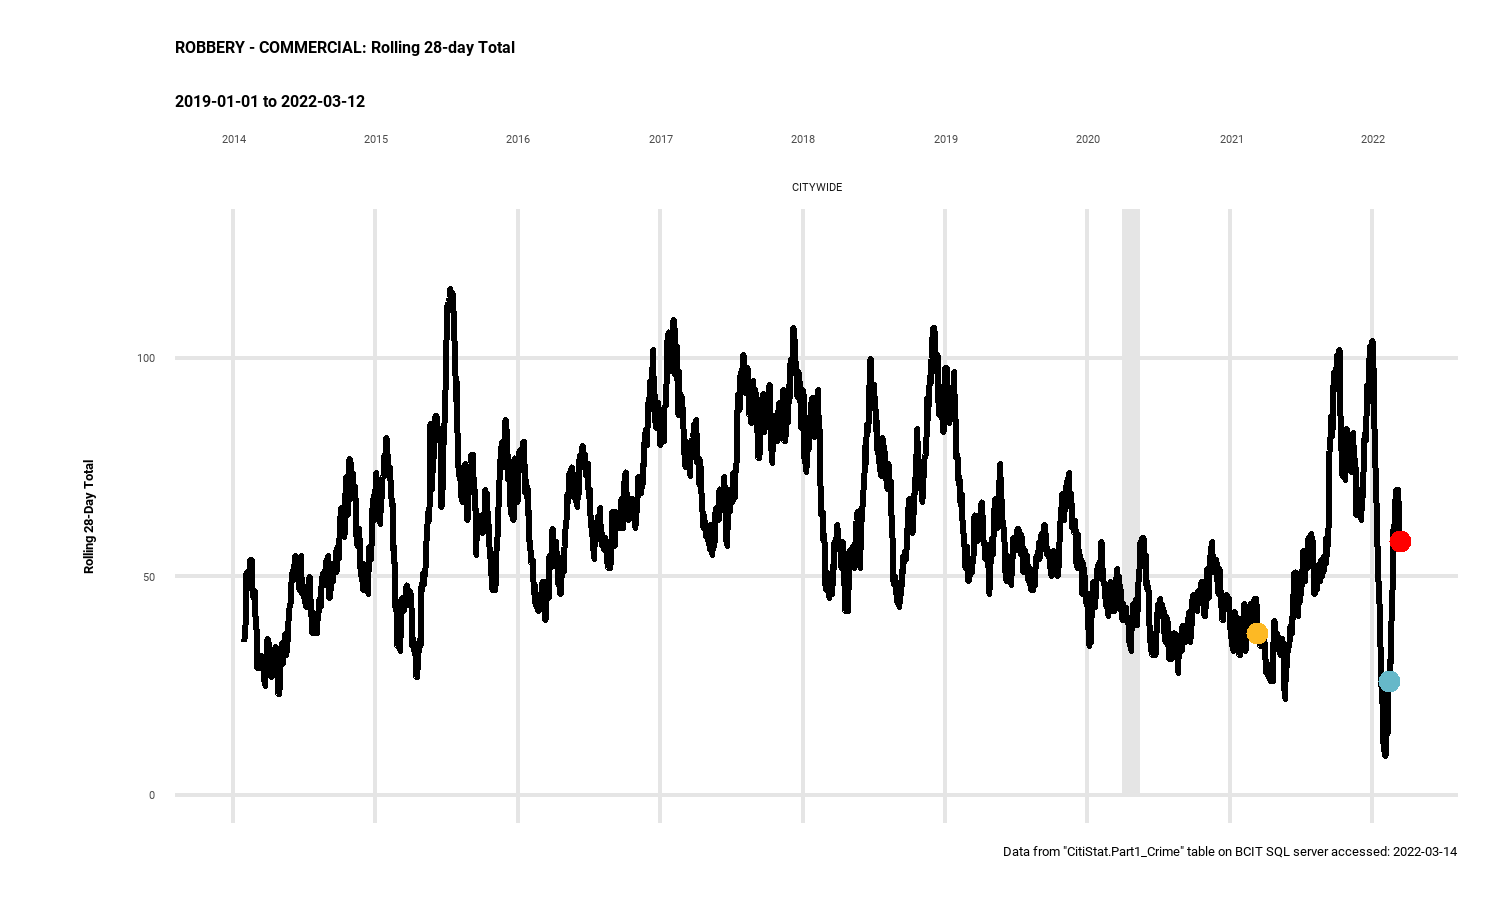 ROBBERY - COMMERCIAL: Rolling 28-day Total
2019-01-01 to 2022-03-12
2014 2015 2016 2017 2018 2019 2020 2021 2022
CITYWIDE
100
50
0
Rolling 28-Day Total
Data from "CitiStat.Part1_Crime" table on BCIT SQL server accessed: 2022-03-14